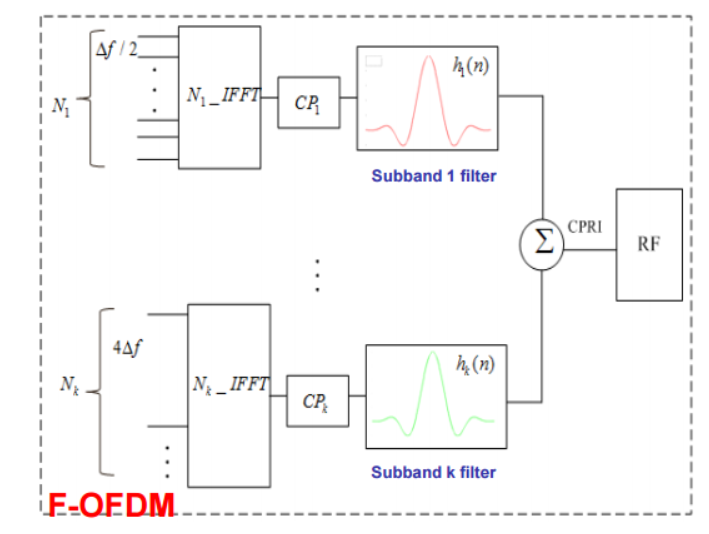 Δf / 2
N₁
N₁_IFFT
CP₁
h₁(n)
Subband 1 filter
Σ
CPRI
RF
4Δf
Nₖ
Nₖ_IFFT
CPₖ
hₖ(n)
Subband k filter
F-OFDM